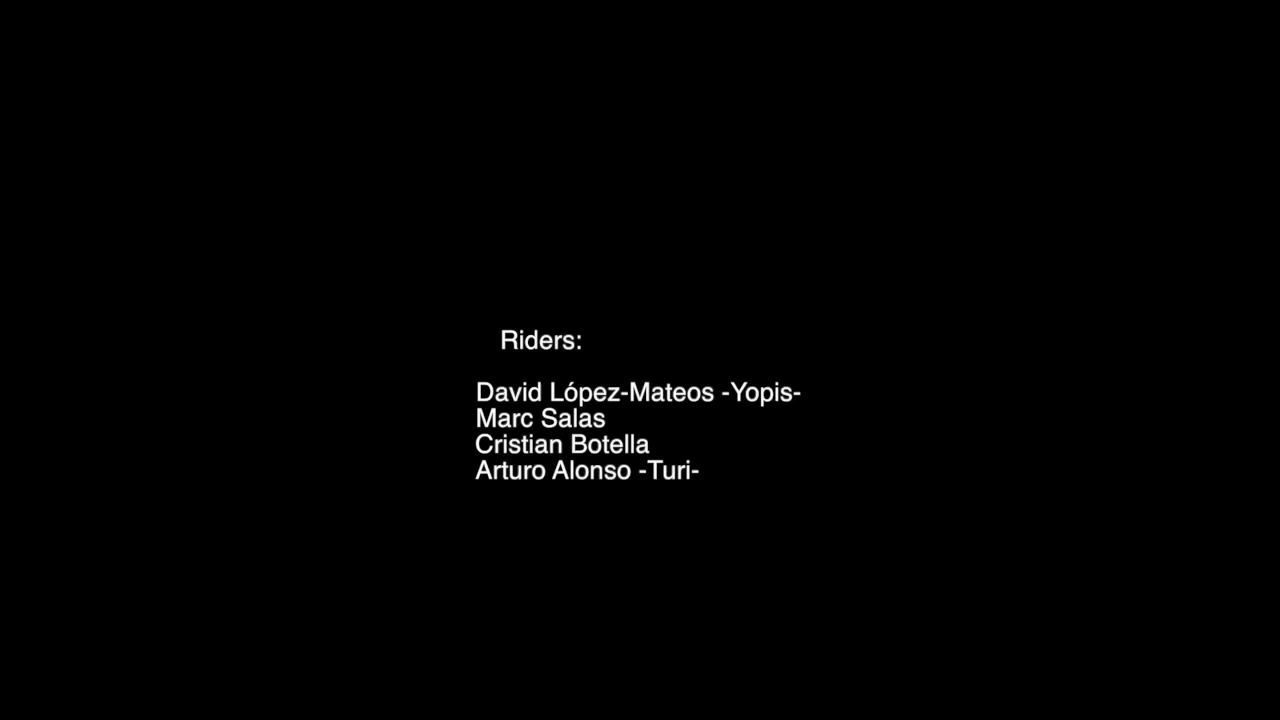 Riders:
David López-Mateos -Yopis-
Marc Salas
Cristian Botella
Arturo Alonso -Turi-